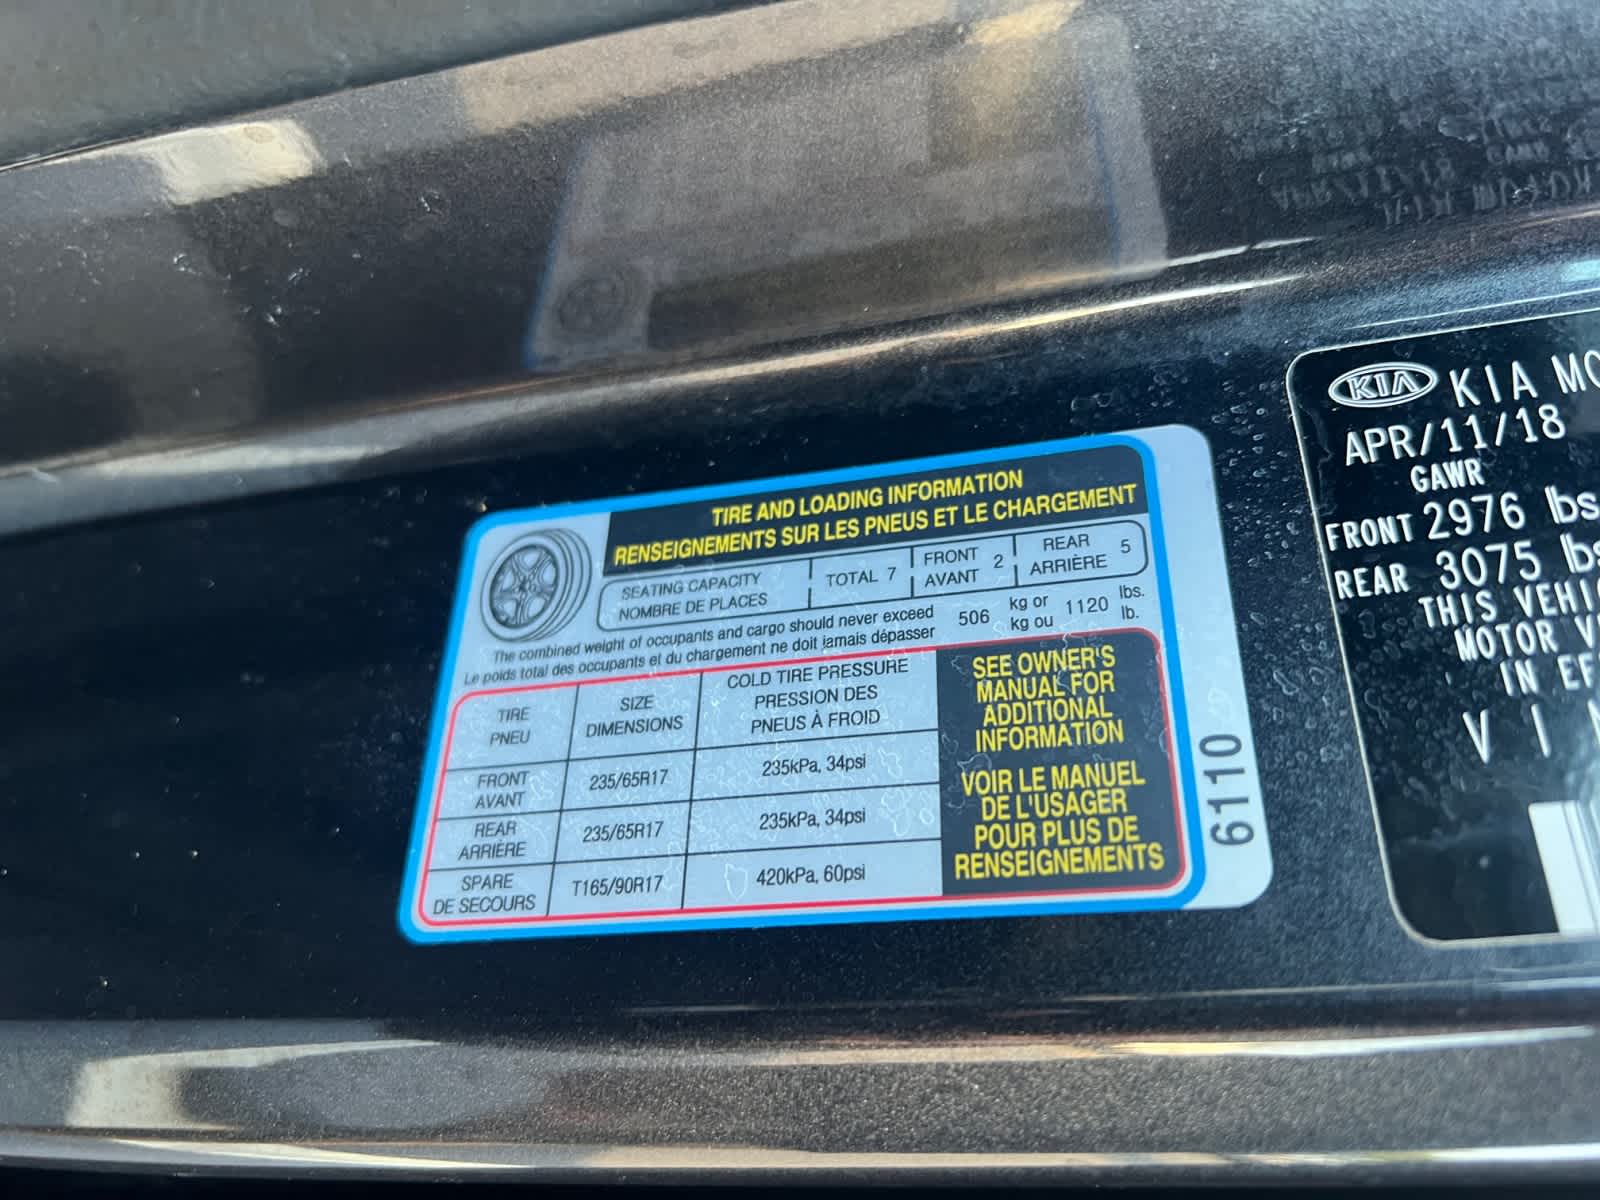 TIRE AND LOADING INFORMATION
RENSEIGNEMENTS SUR LES PNEUS ET LE CHARGEMENT
SEATING CAPACITY
NOMBRE DE PLACES
TOTAL 7
FRONT
AVANT
2
REAR
ARRIÈRE
5
The combined weight of occupants and cargo should never exceed
Le poids total des occupants et du chargement ne doit jamais dépasser
506
kg or
kg ou
1120
lbs.
lb.
TIRE
PNEU
SIZE
DIMENSIONS
COLD TIRE PRESSURE
PRESSION DES
PNEUS À FROID
FRONT
AVANT
235/65R17
235kPa, 34psi
REAR
ARRIÈRE
235/65R17
235kPa, 34psi
SPARE
DE SECOURS
T165/90R17
420kPa, 60psi
SEE OWNER'S
MANUAL FOR
ADDITIONAL
INFORMATION
VOIR LE MANUEL
DE L'USAGER
POUR PLUS DE
RENSEIGNEMENTS
6110
KIA KIA MO
APR/11/18
GAWR
FRONT 2976 lbs
REAR 3075 lbs
THIS VEHI
MOTOR V
IN EF
V I N